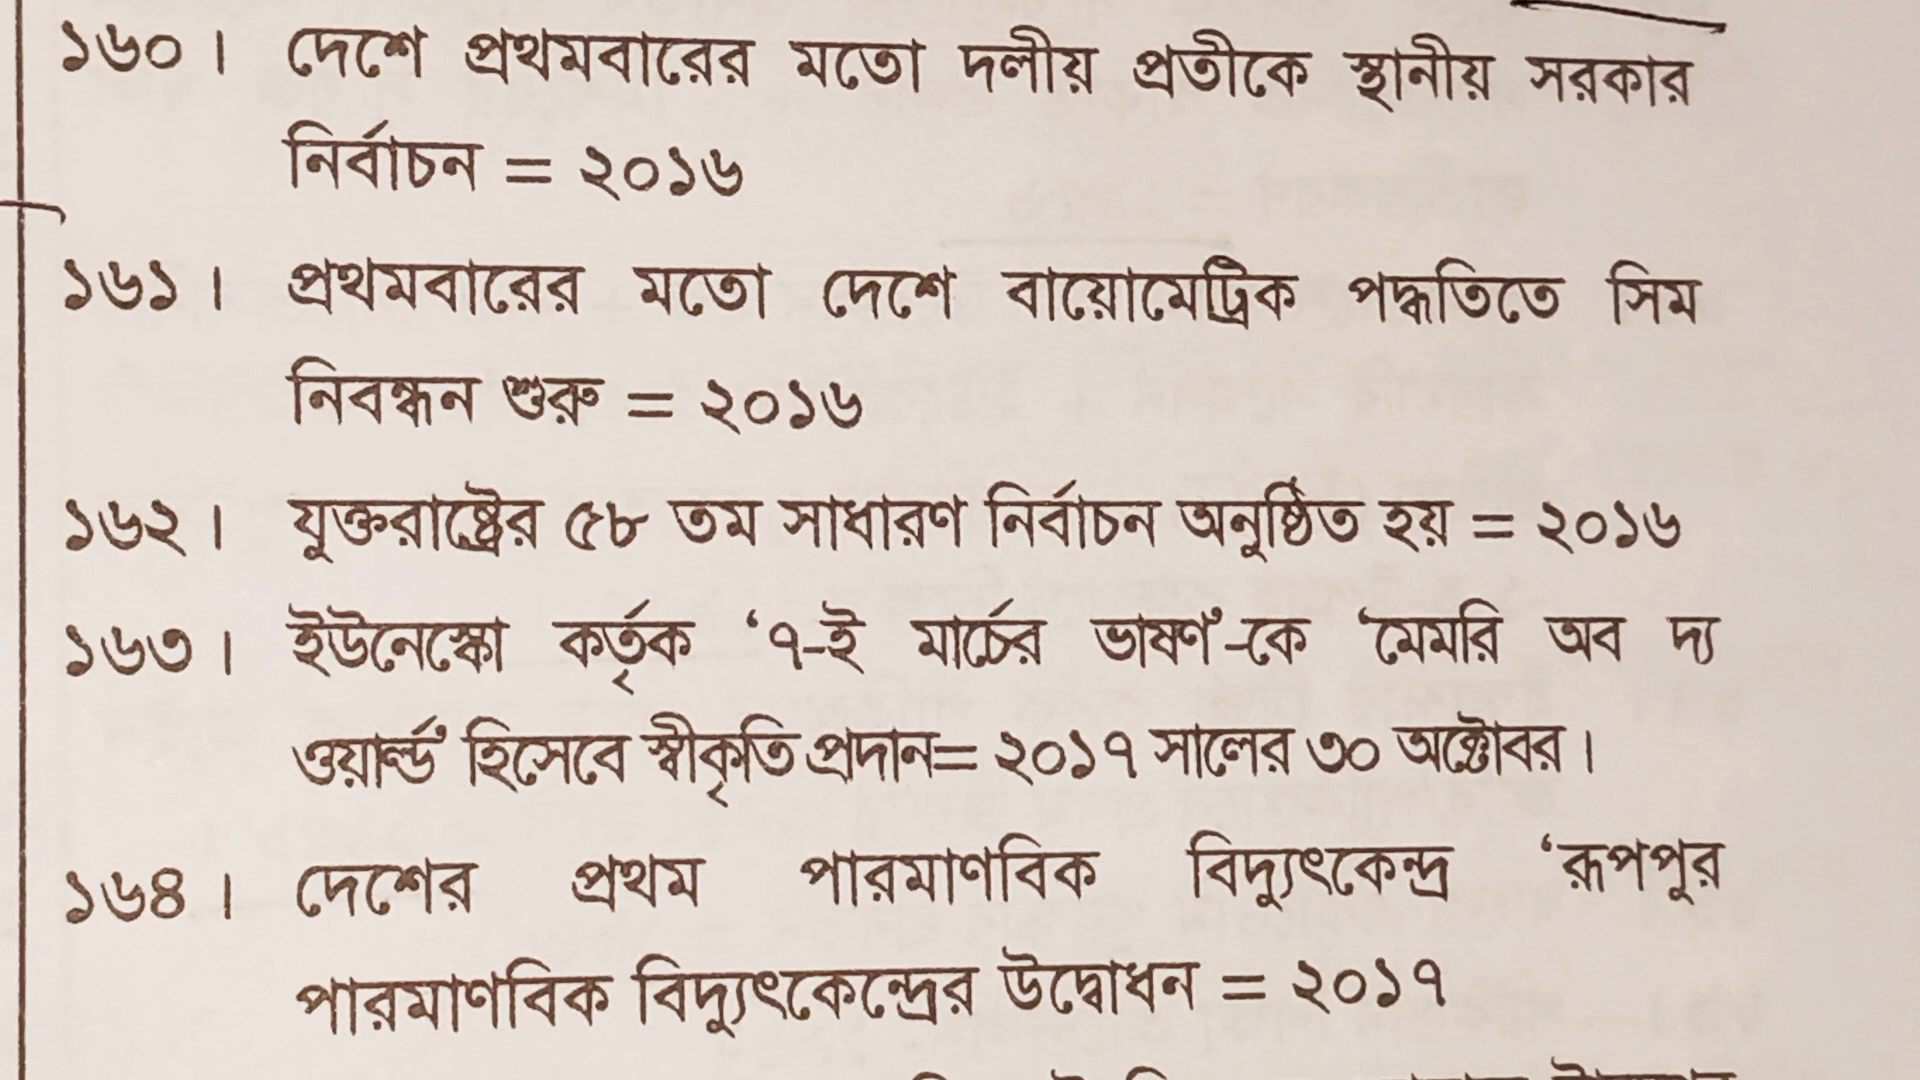 ১৬০। দেশে প্রথমবারের মতো দলীয় প্রতীকে স্থানীয় সরকার
নির্বাচন = ২০১৬
১৬১। প্রথমবারের মতো দেশে বায়োমেট্রিক পদ্ধতিতে সিম
নিবন্ধন শুরু = ২০১৬
১৬২। যুক্তরাষ্ট্রের ৫৮ তম সাধারণ নির্বাচন অনুষ্ঠিত হয় = ২০১৬
১৬৩। ইউনেস্কো কর্তৃক ‘৭-ই মার্চের ভাষণ’-কে ‘মেমরি অব দ্য
ওয়ার্ল্ড’ হিসেবে স্বীকৃতি প্রদান= ২০১৭ সালের ৩০ অক্টোবর।
১৬৪। দেশের প্রথম পারমাণবিক বিদ্যুৎকেন্দ্র ‘রূপপুর
পারমাণবিক বিদ্যুৎকেন্দ্রের উদ্বোধন = ২০১৭